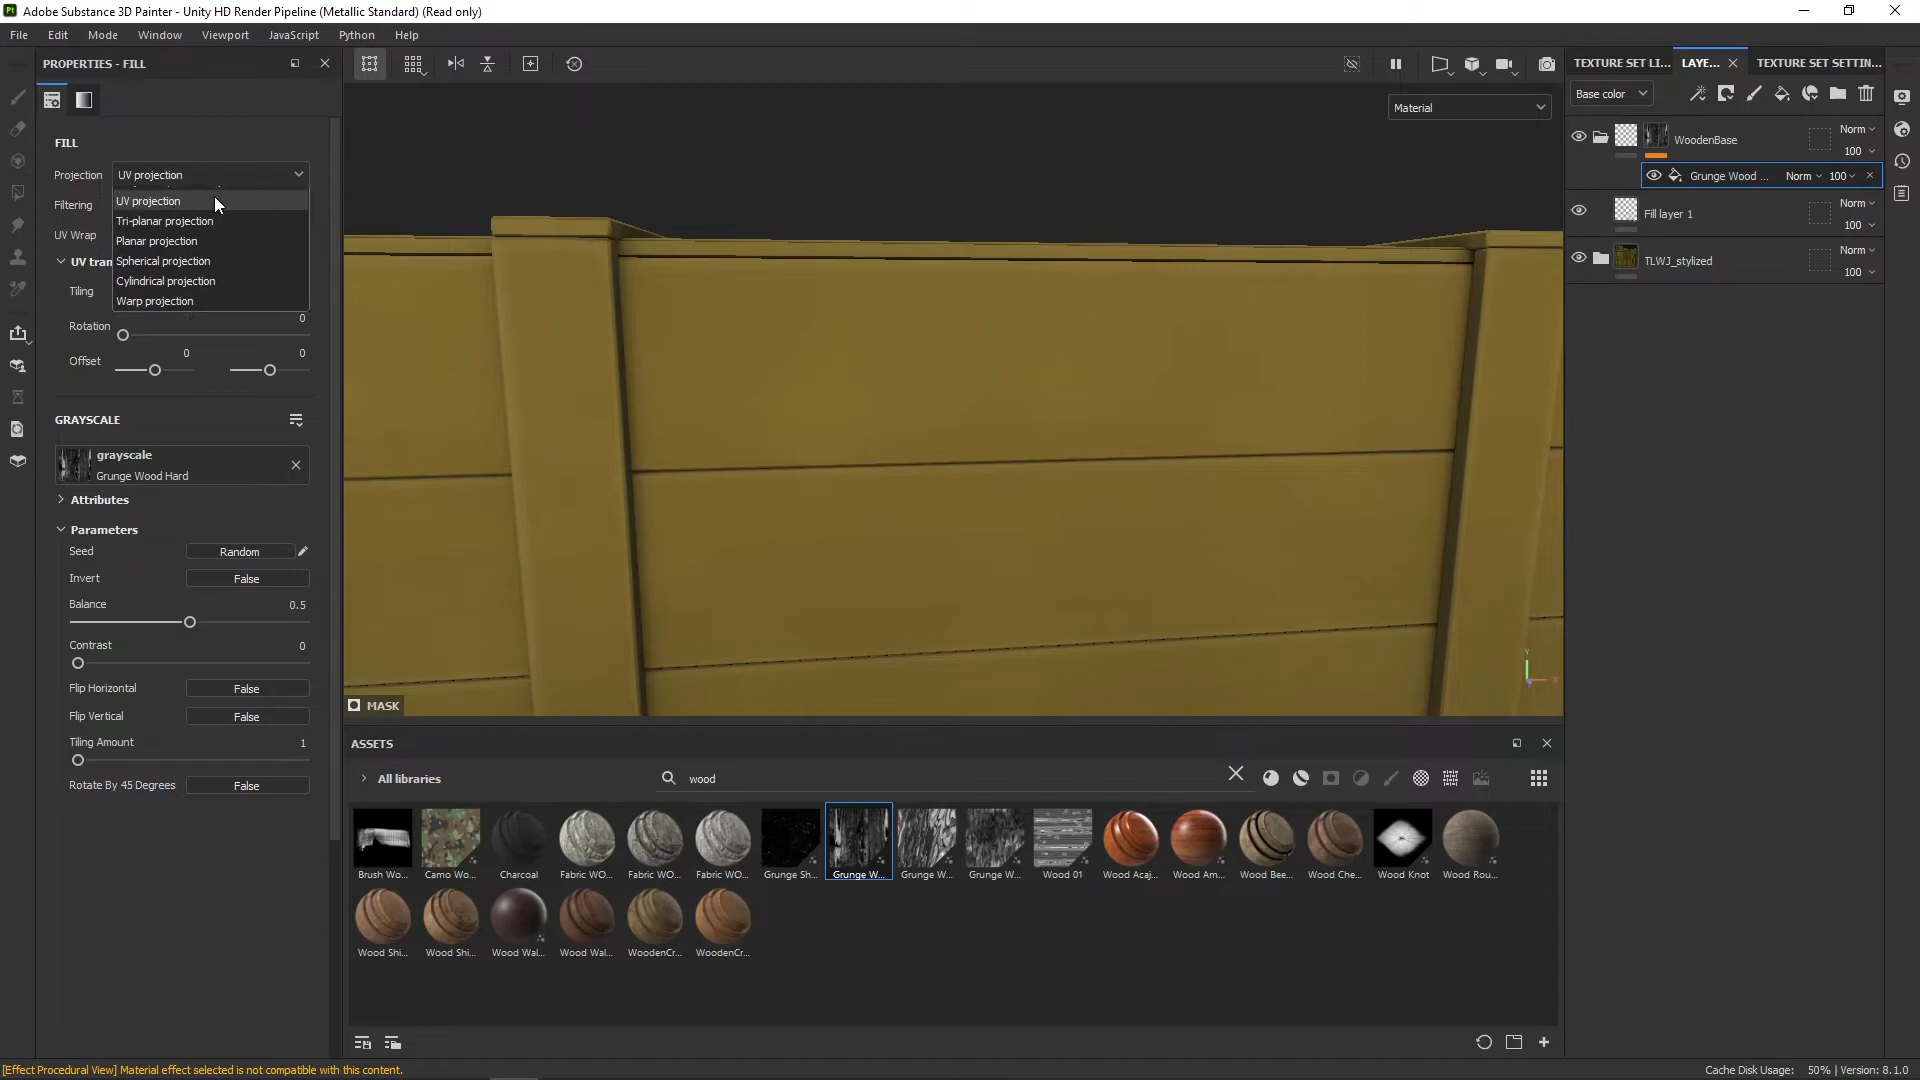 Adobe Substance 3D Painter - Unity HD Render Pipeline (Metallic Standard) (Read only)
File Edit Mode Window Viewport JavaScript Python Help
PROPERTIES - FILL
FILL
Projection UV projection
UV projection
Tri-planar projection
Planar projection
Spherical projection
Cylindrical projection
Warp projection
Filtering
UV Wrap
Tiling
Rotation 0
Offset 0 0
GRAYSCALE
grayscale
Grunge Wood Hard
Attributes
Parameters
Seed Random
Invert False
Balance 0.5
Contrast 0
Flip Horizontal False
Flip Vertical False
Tiling Amount 1
Rotate By 45 Degrees False
Material
MASK
ASSETS
All libraries wood
Brush Wo... Camo Wo... Charcoal Fabric WO... Fabric WO... Fabric WO... Grunge Sh... Grunge W... Grunge W... Grunge W... Wood 01 Wood Acaj... Wood Am... Wood Bee... Wood Che... Wood Knot Wood Rou...
Wood Shi... Wood Shi... Wood Wal... Wood Wal... WoodenCr... WoodenCr...
TEXTURE SET LI... LAYE... TEXTURE SET SETTIN...
Base color
WoodenBase Norm 100
Grunge Wood ... Norm 100
Fill layer 1 Norm 100
TLWJ_stylized Norm 100
[Effect Procedural View] Material effect selected is not compatible with this content.
Cache Disk Usage: 50% | Version: 8.1.0